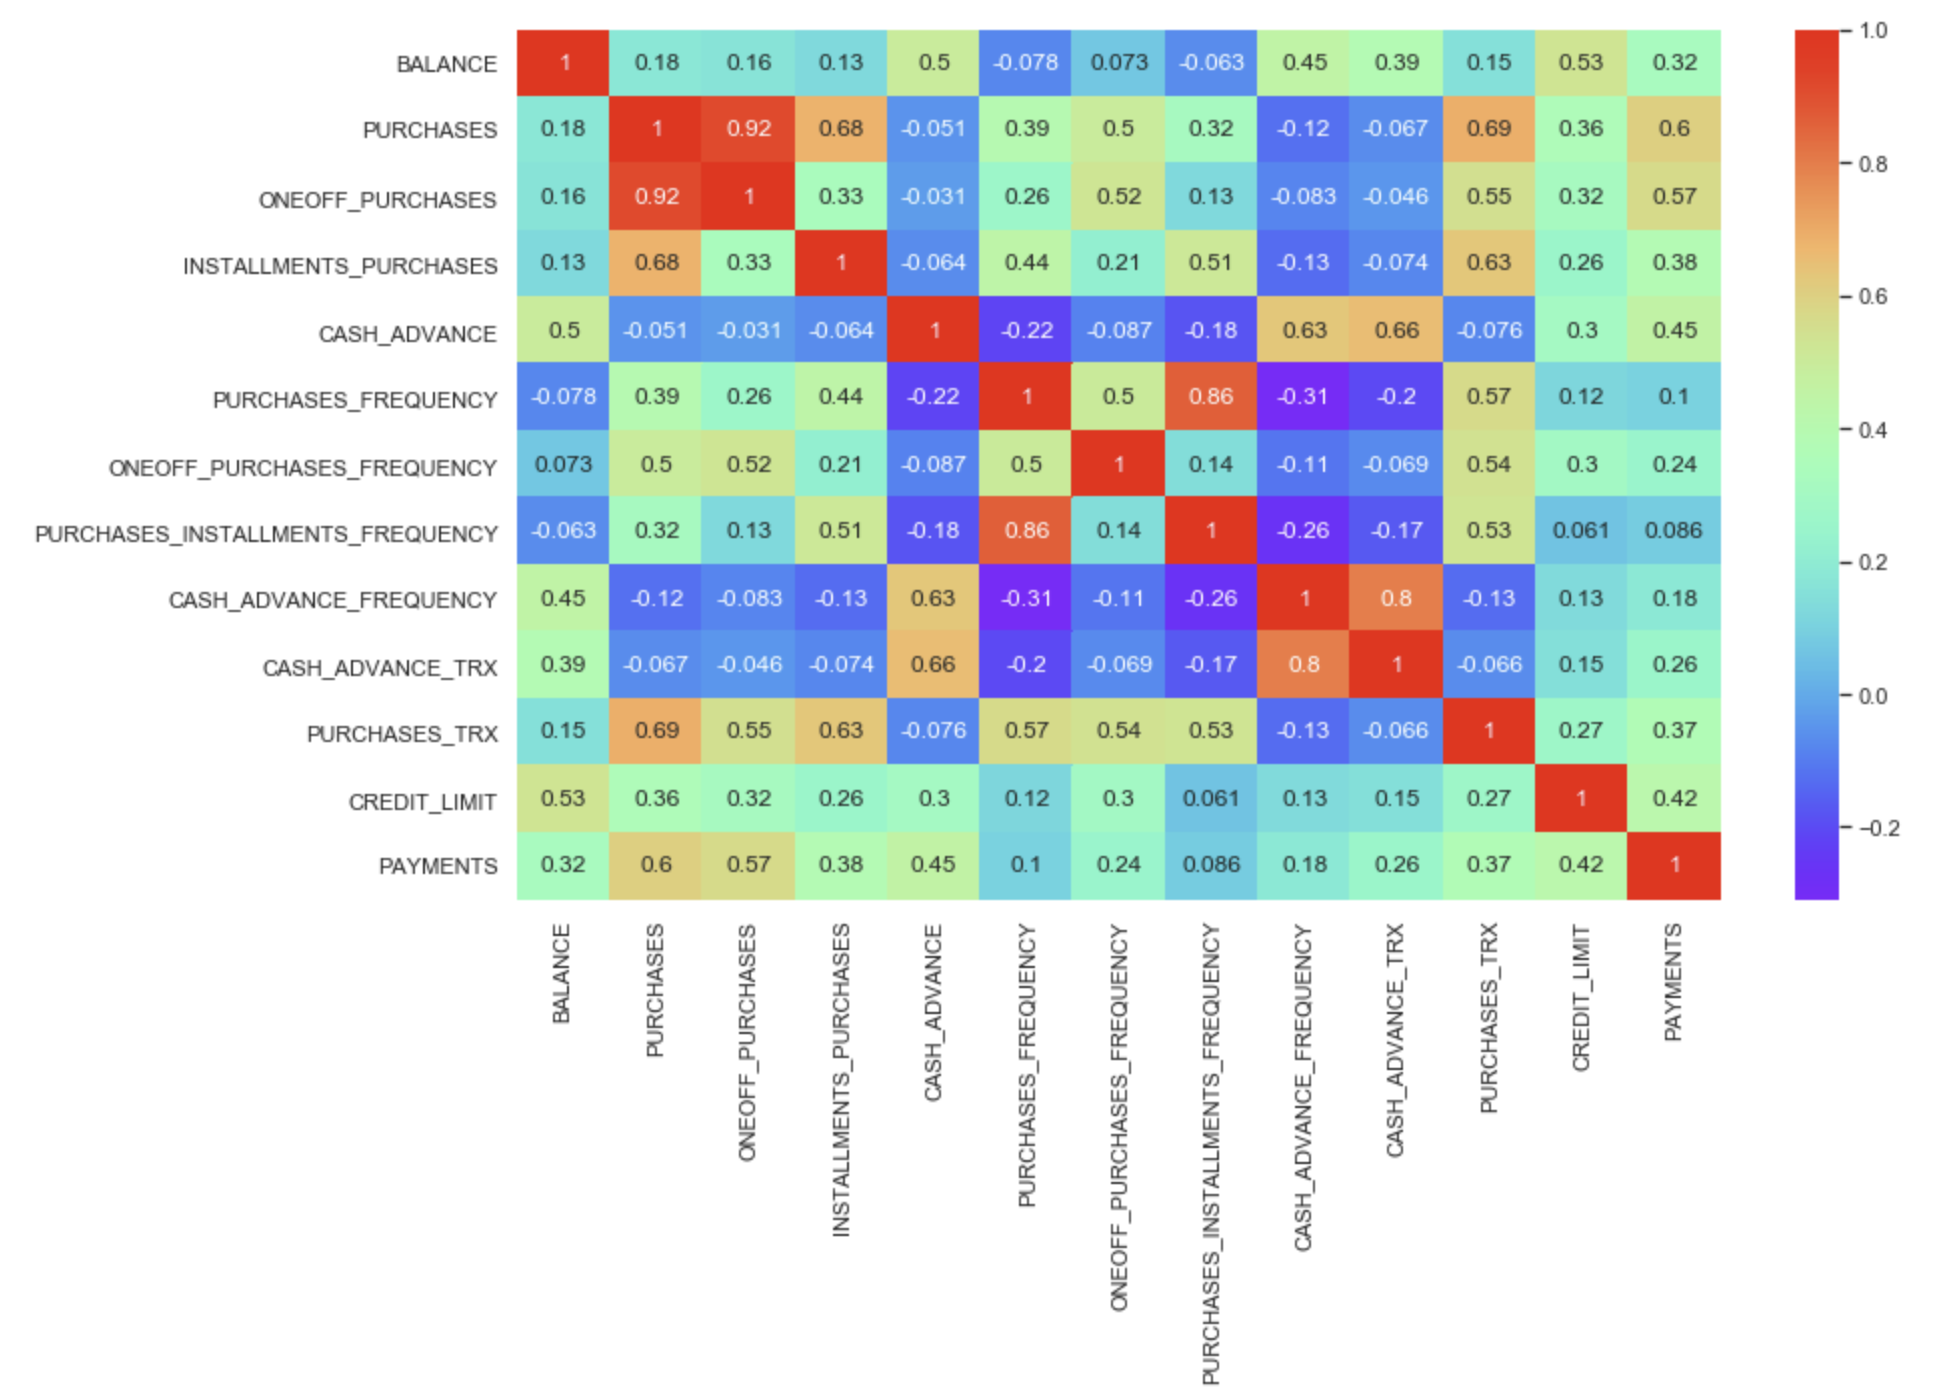 BALANCE 1 0.18 0.16 0.13 0.5 -0.078 0.073 -0.063 0.45 0.39 0.15 0.53 0.32
PURCHASES 0.18 1 0.92 0.68 -0.051 0.39 0.5 0.32 -0.12 -0.067 0.69 0.36 0.6
ONEOFF_PURCHASES 0.16 0.92 1 0.33 -0.031 0.26 0.52 0.13 -0.083 -0.046 0.55 0.32 0.57
INSTALLMENTS_PURCHASES 0.13 0.68 0.33 1 -0.064 0.44 0.21 0.51 -0.13 -0.074 0.63 0.26 0.38
CASH_ADVANCE 0.5 -0.051 -0.031 -0.064 1 -0.22 -0.087 -0.18 0.63 0.66 -0.076 0.3 0.45
PURCHASES_FREQUENCY -0.078 0.39 0.26 0.44 -0.22 1 0.5 0.86 -0.31 -0.2 0.57 0.12 0.1
ONEOFF_PURCHASES_FREQUENCY 0.073 0.5 0.52 0.21 -0.087 0.5 1 0.14 -0.11 -0.069 0.54 0.3 0.24
PURCHASES_INSTALLMENTS_FREQUENCY -0.063 0.32 0.13 0.51 -0.18 0.86 0.14 1 -0.26 -0.17 0.53 0.061 0.086
CASH_ADVANCE_FREQUENCY 0.45 -0.12 -0.083 -0.13 0.63 -0.31 -0.11 -0.26 1 0.8 -0.13 0.13 0.18
CASH_ADVANCE_TRX 0.39 -0.067 -0.046 -0.074 0.66 -0.2 -0.069 -0.17 0.8 1 -0.066 0.15 0.26
PURCHASES_TRX 0.15 0.69 0.55 0.63 -0.076 0.57 0.54 0.53 -0.13 -0.066 1 0.27 0.37
CREDIT_LIMIT 0.53 0.36 0.32 0.26 0.3 0.12 0.3 0.061 0.13 0.15 0.27 1 0.42
PAYMENTS 0.32 0.6 0.57 0.38 0.45 0.1 0.24 0.086 0.18 0.26 0.37 0.42 1
BALANCE
PURCHASES
ONEOFF_PURCHASES
INSTALLMENTS_PURCHASES
CASH_ADVANCE
PURCHASES_FREQUENCY
ONEOFF_PURCHASES_FREQUENCY
PURCHASES_INSTALLMENTS_FREQUENCY
CASH_ADVANCE_FREQUENCY
CASH_ADVANCE_TRX
PURCHASES_TRX
CREDIT_LIMIT
PAYMENTS
1.0
0.8
0.6
0.4
0.2
0.0
−0.2